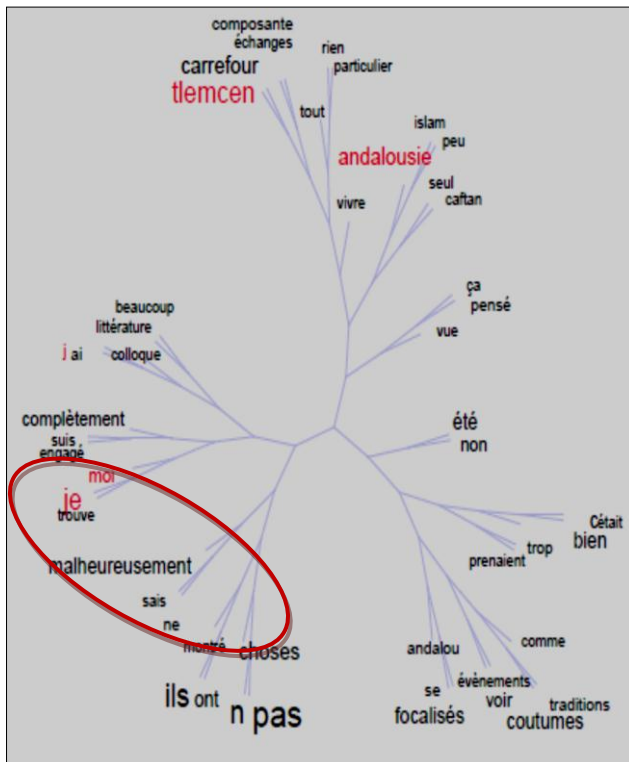 composante
échanges
rien
carrefour
particulier
tlemcen
tout
islam
peu
andalousie
seul
caftan
vivre
ça
pensé
vue
beaucoup
littérature
j ai colloque
complètement
suis
engagé
moi
je
trouve
été
non
Cétait
bien
trop
prenaient
malheureusement
sais
ne
montré choses
ils ont
n pas
andalou
comme
se
évènements
focalisés
voir
traditions
coutumes